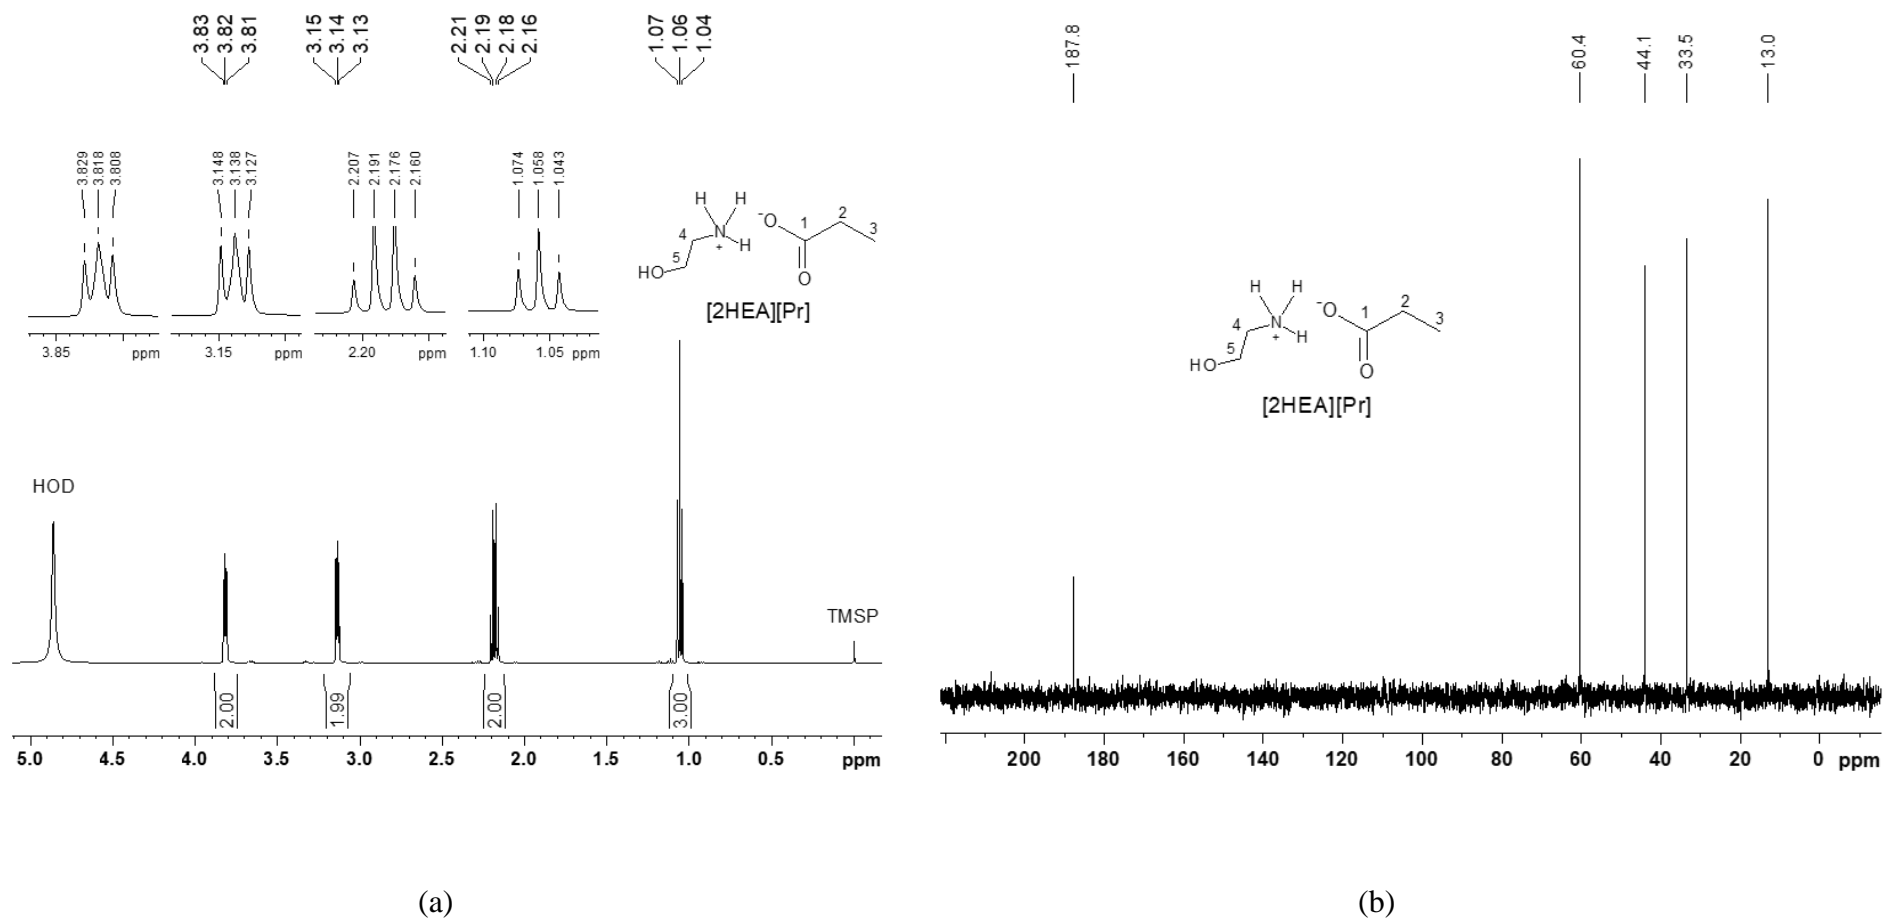 3.83
3.82
3.81
3.15
3.14
3.13
2.21
2.19
2.18
2.16
1.07
1.06
1.04
3.829
3.818
3.808
3.148
3.138
3.127
2.207
2.191
2.176
2.160
1.074
1.058
1.043
3.85 ppm
3.15 ppm
2.20 ppm
1.10 1.05 ppm
H H
N H
+
-O 1 2 3
4
5
HO
O
[2HEA][Pr]
HOD
TMSP
2.00
1.99
2.00
3.00
5.0 4.5 4.0 3.5 3.0 2.5 2.0 1.5 1.0 0.5 ppm
(a)
187.8
60.4
44.1
33.5
13.0
H H
N H
+
-O 1 2 3
4
5
HO
O
[2HEA][Pr]
200 180 160 140 120 100 80 60 40 20 0 ppm
(b)